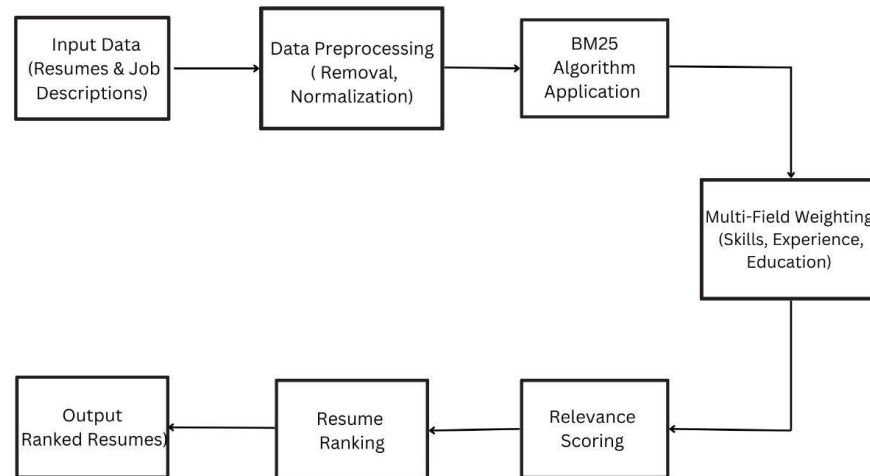 Input Data
(Resumes & Job
Descriptions)
Data Preprocessing
( Removal,
Normalization)
BM25
Algorithm
Application
Multi-Field Weighting
(Skills, Experience,
Education)
Relevance
Scoring
Resume
Ranking
Output
Ranked Resumes)